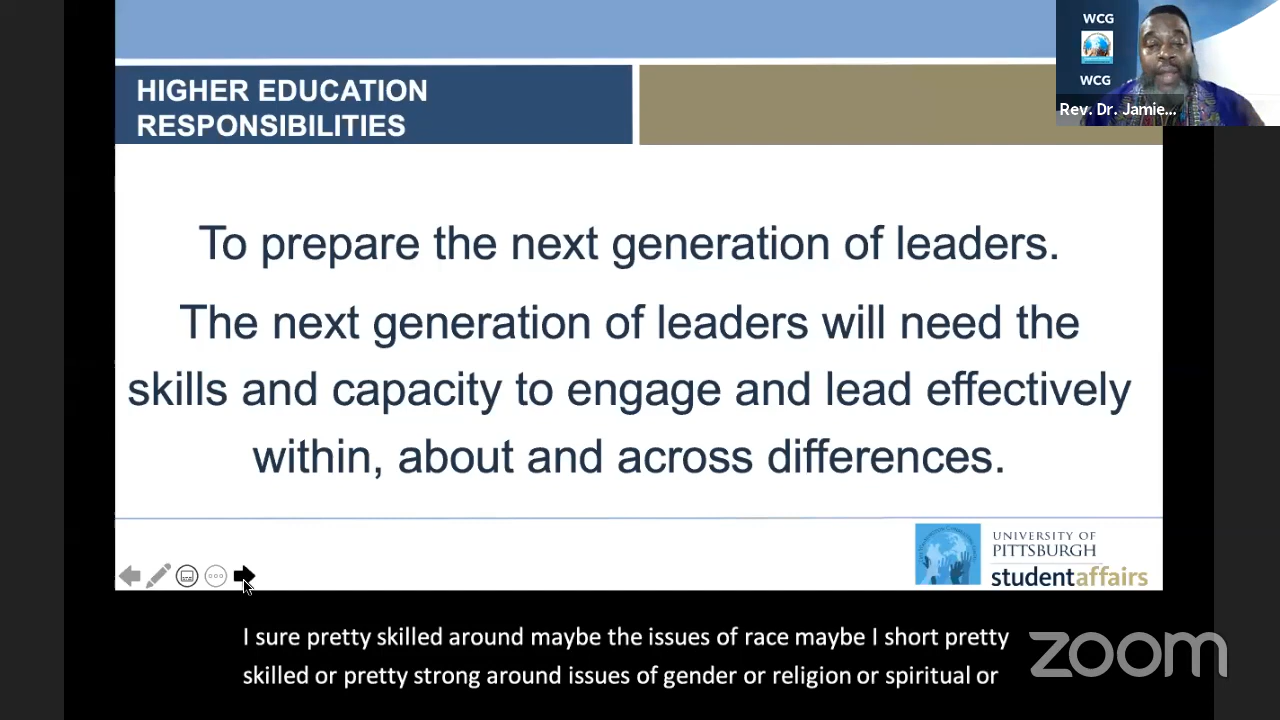 WCG
WCG
Rev. Dr. Jamie...
HIGHER EDUCATION
RESPONSIBILITIES
To prepare the next generation of leaders.
The next generation of leaders will need the
skills and capacity to engage and lead effectively
within, about and across differences.
UNIVERSITY OF
PITTSBURGH
studentaffairs
I sure pretty skilled around maybe the issues of race maybe I short pretty
skilled or pretty strong around issues of gender or religion or spiritual or
zoom